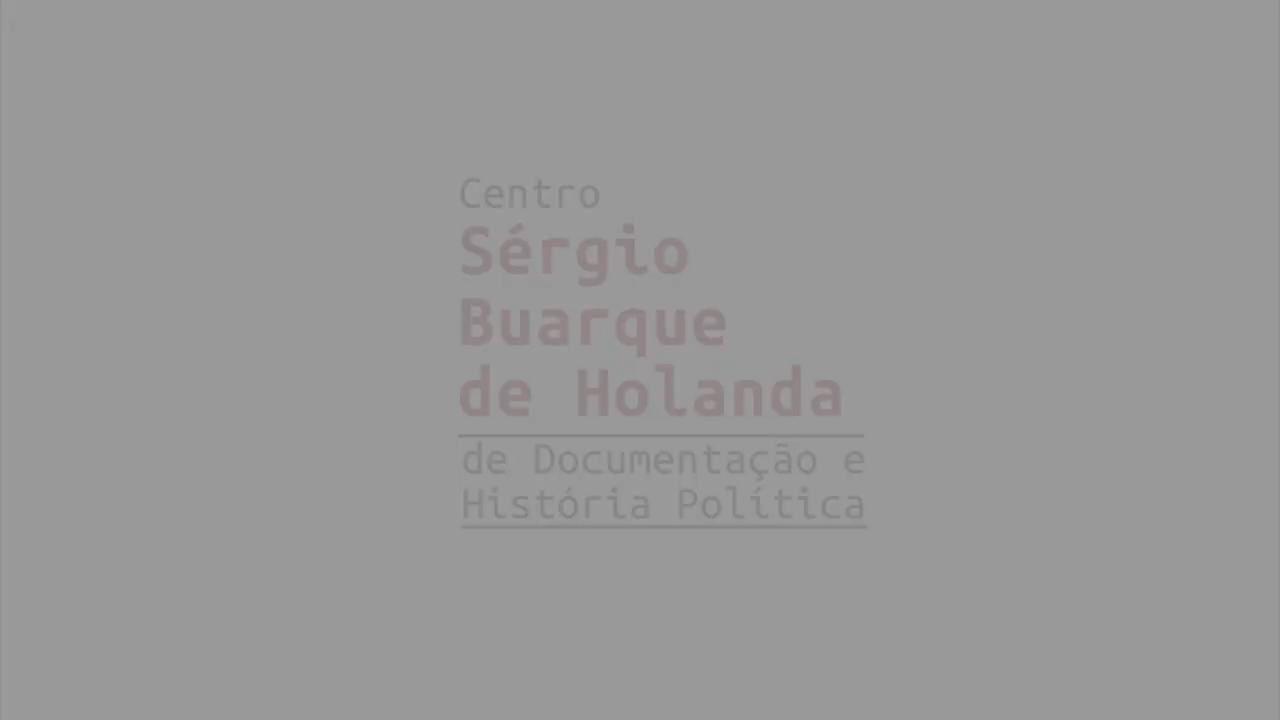 Centro
Sérgio
Buarque
de Holanda
de Documentação e
História Política